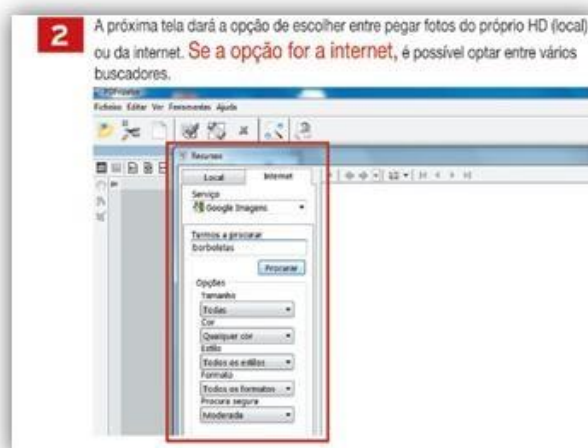 2
A próxima tela dará a opção de escolher entre pegar fotos do próprio HD (local)
ou da internet. Se a opção for a internet, é possível optar entre vários
buscadores.
Ficheiro Editar Ver Ferramentas Ajuda
Recursos
Local Internet
Serviço
Google Imagens
Termos a procurar
borboletas
Procurar
Opções
Tamanho
Todas
Cor
Qualquer cor
Estilo
Todos os estilos
Formato
Todos os formatos
Procura segura
Moderada